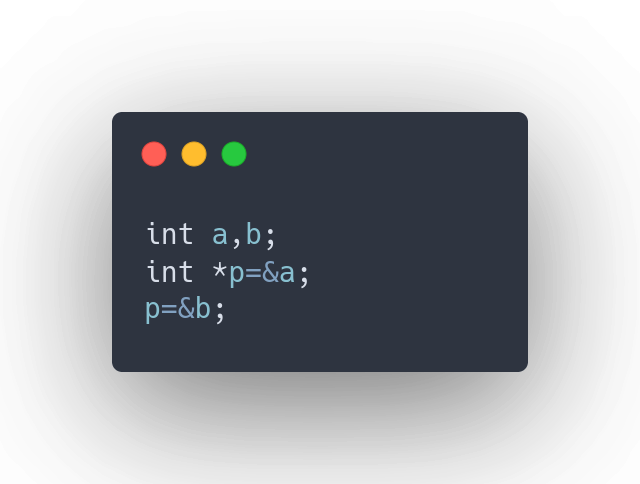 int a,b;
int *p=&a;
p=&b;